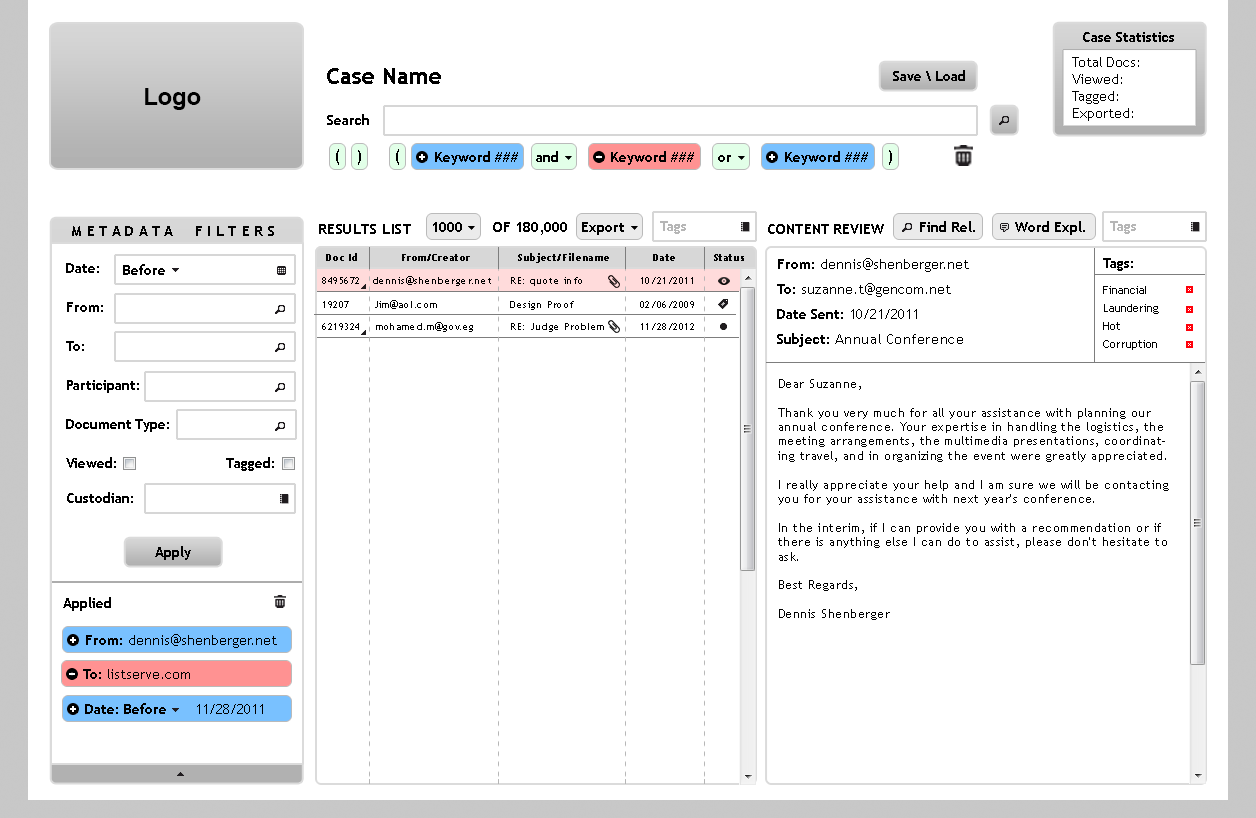 Logo
Case Name
Save \ Load
Case Statistics
Total Docs:
Viewed:
Tagged:
Exported:
Search
( ) ( Keyword ### and Keyword ### or Keyword ### )
METADATA FILTERS
Date: Before
From:
To:
Participant:
Document Type:
Viewed: Tagged:
Custodian:
Apply
Applied
From: dennis@shenberger.net
To: listserve.com
Date: Before 11/28/2011
RESULTS LIST 1000 OF 180,000 Export Tags
Doc Id From/Creator Subject/Filename Date Status
8495672 dennis@shenberger.net RE: quote info 10/21/2011
19207 Jim@aol.com Design Proof 02/06/2009
6219324 mohamed.m@gov.eg RE: Judge Problem 11/28/2012
CONTENT REVIEW Find Rel. Word Expl. Tags
From: dennis@shenberger.net
To: suzanne.t@gencom.net
Date Sent: 10/21/2011
Subject: Annual Conference
Tags:
Financial
Laundering
Hot
Corruption
Dear Suzanne,
Thank you very much for all your assistance with planning our
annual conference. Your expertise in handling the logistics, the
meeting arrangements, the multimedia presentations, coordinat-
ing travel, and in organizing the event were greatly appreciated.
I really appreciate your help and I am sure we will be contacting
you for your assistance with next year's conference.
In the interim, if I can provide you with a recommendation or if
there is anything else I can do to assist, please don't hesitate to
ask.
Best Regards,
Dennis Shenberger